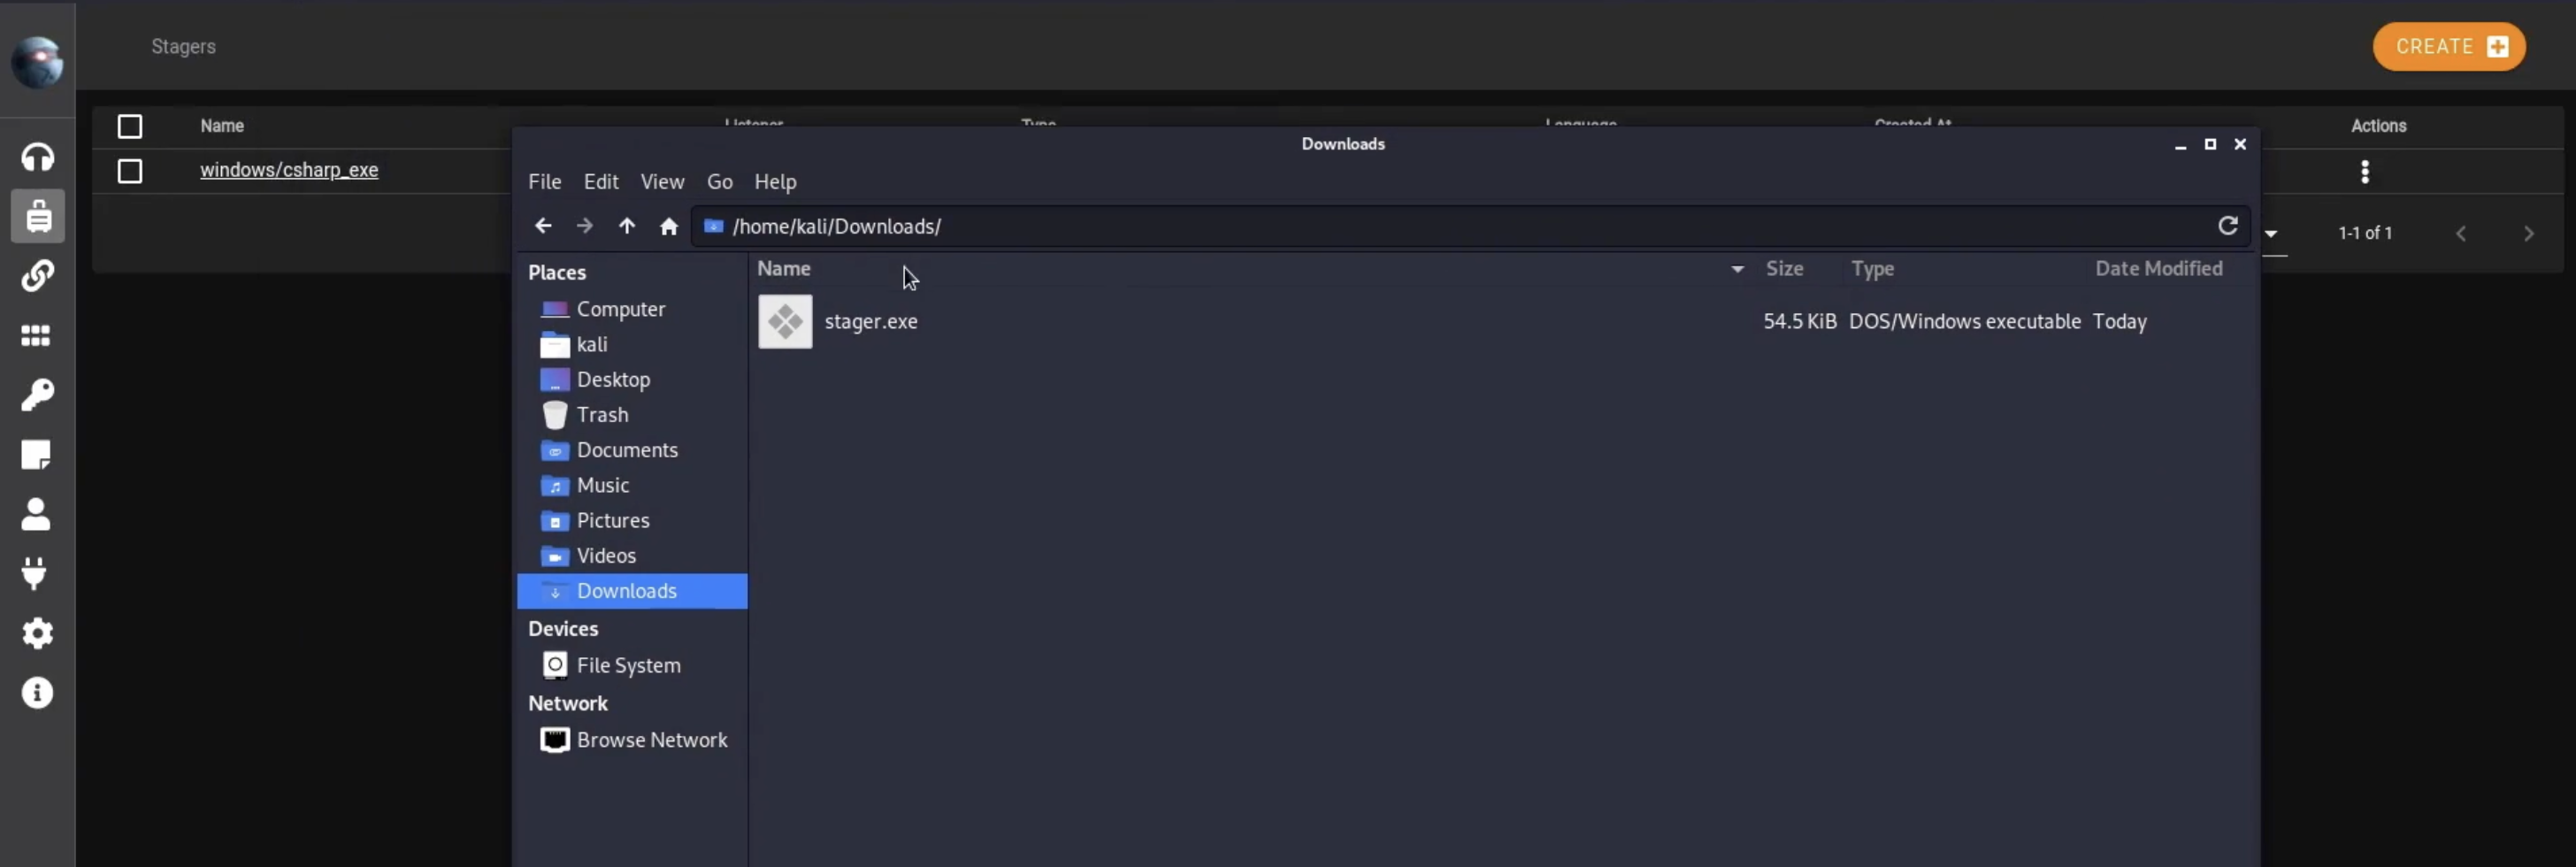 Stagers
CREATE
Name Listener Type Language Created At Actions
windows/csharp_exe
1-1 of 1
Downloads
File Edit View Go Help
/home/kali/Downloads/
Places
Computer
kali
Desktop
Trash
Documents
Music
Pictures
Videos
Downloads
Devices
File System
Network
Browse Network
Name Size Type Date Modified
stager.exe 54.5 KiB DOS/Windows executable Today